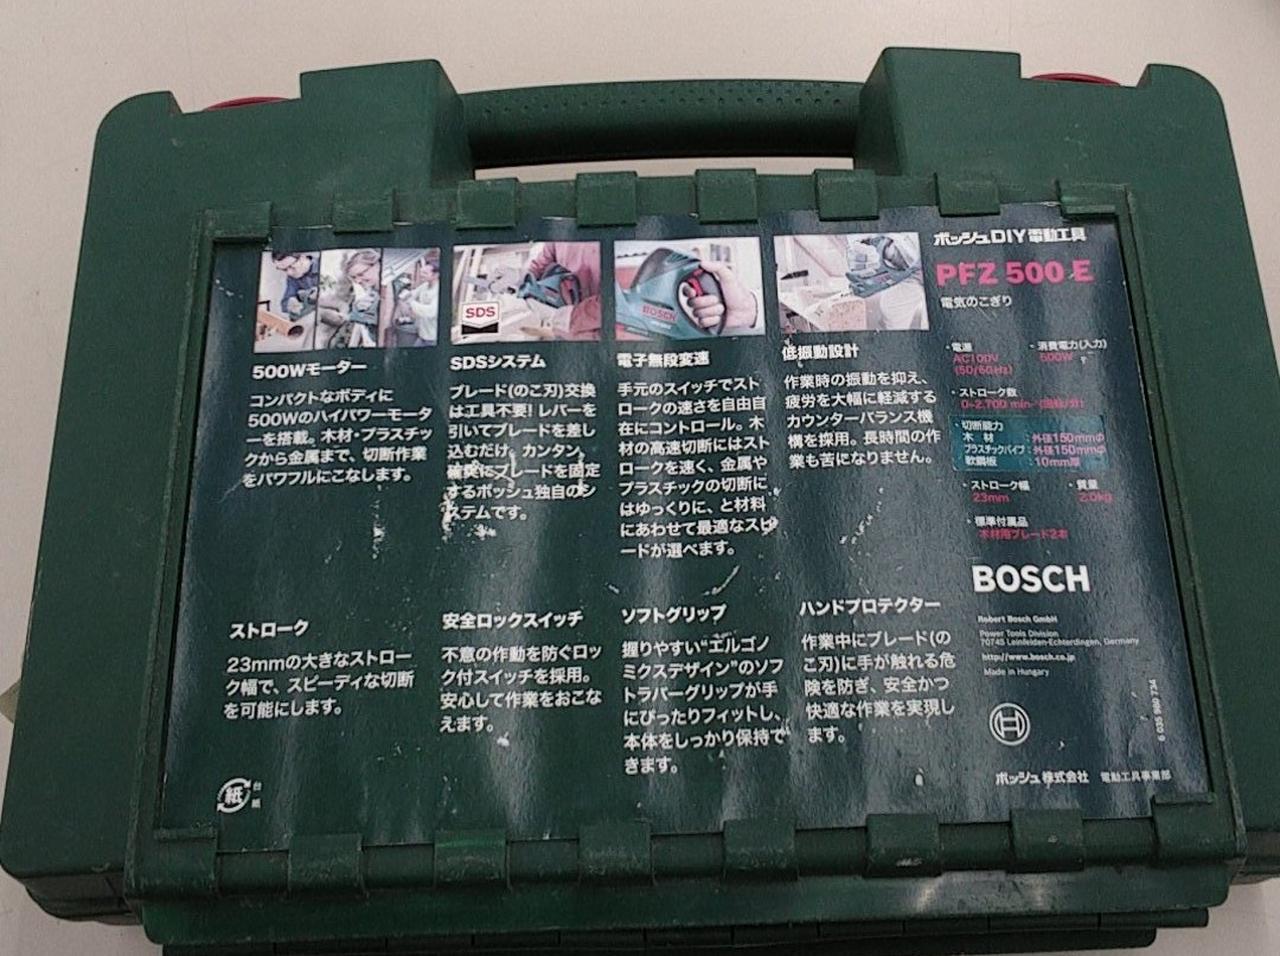 SDS
BOSCH
500Wモーター
コンパクトなボディに
500Wのハイパワーモータ
ーを搭載。木材・プラスチッ
クから金属まで、切断作業
をパワフルにこなします。
SDSシステム
ブレード(のこ刃)交換
は工具不要!レバーを
引いてブレードを差し
込むだけ。カンタン、
確実にブレードを固定
するボッシュ独自のシ
ステムです。
電子無段変速
手元のスイッチでスト
ロークの速さを自由自
在にコントロール。木
材の高速切断にはスト
ロークを速く、金属や
プラスチックの切断に
はゆっくりに、と材料
にあわせて最適なスピ
ードが選べます。
低振動設計
作業時の振動を抑え、
疲労を大幅に軽減する
カウンターバランス機
構を採用。長時間の作
業も苦になりません。
ストローク
23mmの大きなストロー
ク幅で、スピーディな切断
を可能にします。
安全ロックスイッチ
不意の作動を防ぐロッ
ク付スイッチを採用。
安心して作業をおこな
えます。
ソフトグリップ
握りやすい“エルゴノ
ミクスデザイン”のソフ
トラバーグリップが手
にぴったりフィットし、
本体をしっかり保持で
きます。
ハンドプロテクター
作業中にブレード(の
こ刃)に手が触れる危
険を防ぎ、安全かつ
快適な作業を実現し
ます。
ボッシュDIY電動工具
PFZ 500 E
電気のこぎり
・電源
AC100V
(50/60Hz)
・消費電力(入力)
500W
・ストローク数
0~2,700 min⁻¹(回転/分)
・切断能力
木材 :外径150mmΦ
プラスチックパイプ :外径150mmΦ
軟鋼板 :10mm厚
・ストローク幅
23mm
・質量
2.0kg
・標準付属品
木材用ブレード2本
BOSCH
Robert Bosch GmbH
Power Tools Division
70745 Leinfelden-Echterdingen, Germany
http://www.bosch.co.jp
Made in Hungary
ボッシュ株式会社 電動工具事業部
紙
台
紙